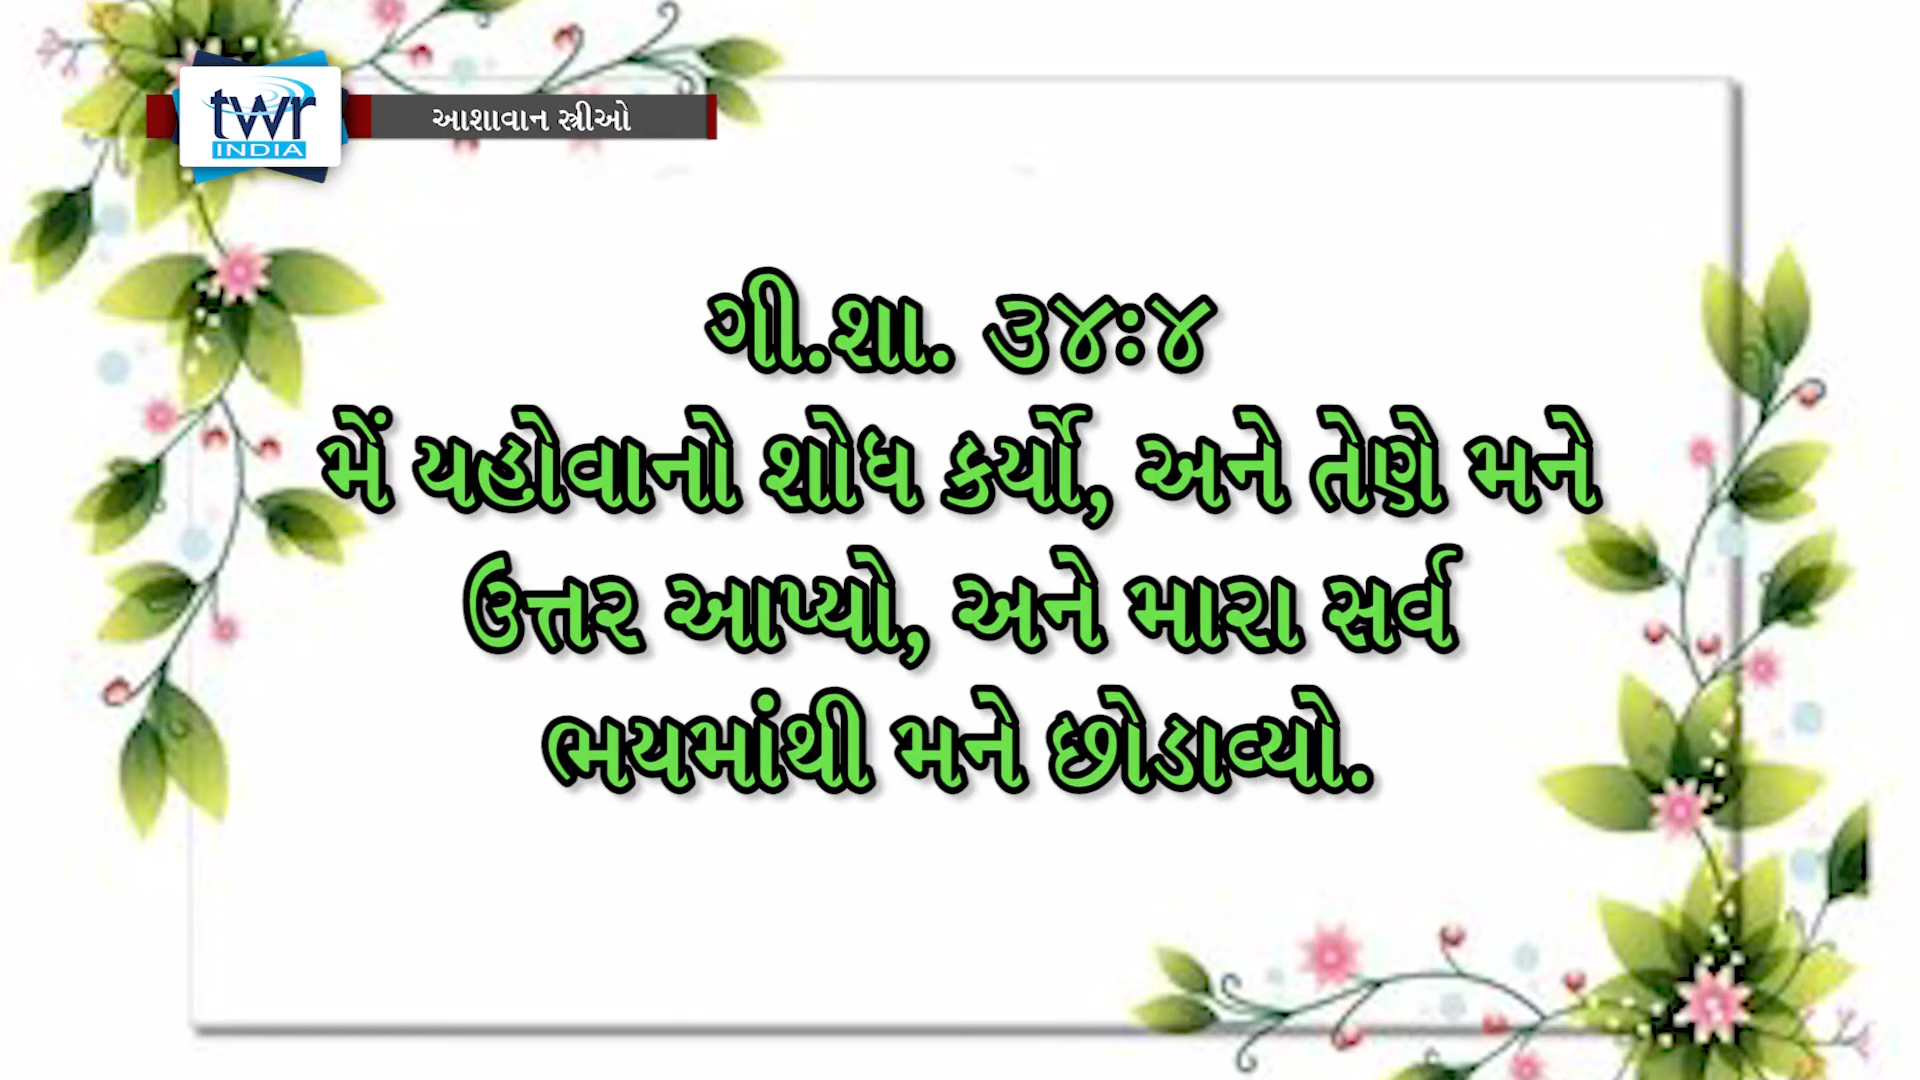 twr
INDIA
આશાવાન સ્ત્રીઓ
ગી.શા. ૩૪ઃ૪
મેં યહોવાનો શોધ કર્યો, અને તેણે મને
ઉત્તર આપ્યો, અને મારા સર્વ
ભયમાંથી મને છોડાવ્યો.